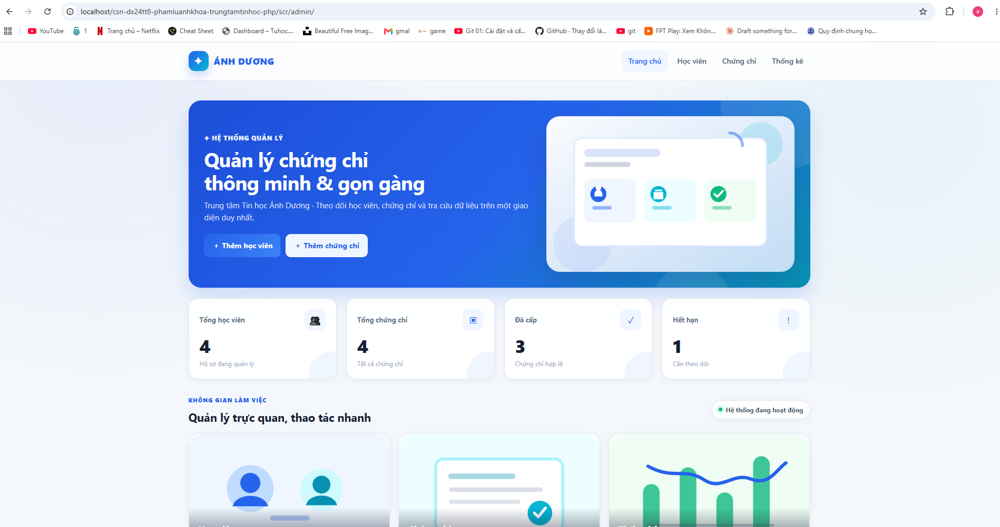 localhost/csn-dx24tt8-phamluanhkhoa-trungtamtinhoc-php/scr/admin/
a
YouTube
1
Trang chủ – Netflix
Cheat Sheet
Dashboard – Tuhoc....
Beautiful Free Imag...
gmal
game
Git 01: Cài đặt và cấ...
GitHub · Thay đổi là...
git
FPT Play: Xem Khôn...
Draft something for...
Quy định chung họ...
ÁNH DƯƠNG
Trang chủ
Học viên
Chứng chỉ
Thống kê
✦ HỆ THỐNG QUẢN LÝ
Quản lý chứng chỉ
thông minh & gọn gàng
Trung tâm Tin học Ánh Dương · Theo dõi học viên, chứng chỉ và tra cứu dữ liệu trên một giao
diện duy nhất.
+ Thêm học viên
+ Thêm chứng chỉ
Tổng học viên
4
Hồ sơ đang quản lý
Tổng chứng chỉ
4
Tất cả chứng chỉ
Đã cấp
✓
3
Chứng chỉ hợp lệ
Hết hạn
!
1
Cần theo dõi
KHÔNG GIAN LÀM VIỆC
Quản lý trực quan, thao tác nhanh
Hệ thống đang hoạt động